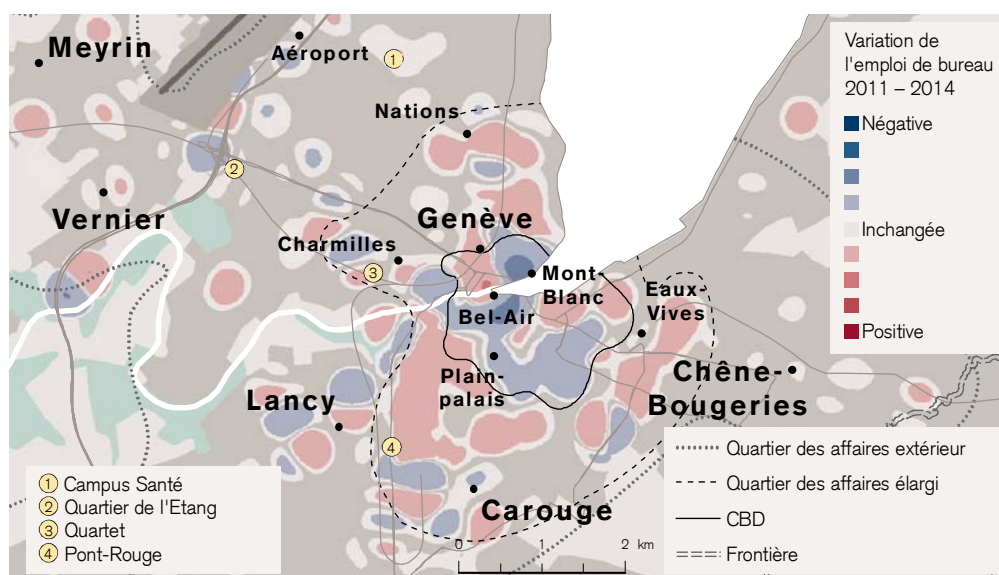 Meyrin
Aéroport
1
Nations
2
Vernier
Genève
Charmilles
3
Mont-
Blanc
Bel-Air
Eaux-
Vives
Plain-
palais
Lancy
Chêne-
Bougeries
4
Carouge
Variation de
l'emploi de bureau
2011 – 2014
Négative
Inchangée
Positive
1 Campus Santé
2 Quartier de l'Etang
3 Quartet
4 Pont-Rouge
0 1 2 km
Quartier des affaires extérieur
Quartier des affaires élargi
CBD
Frontière